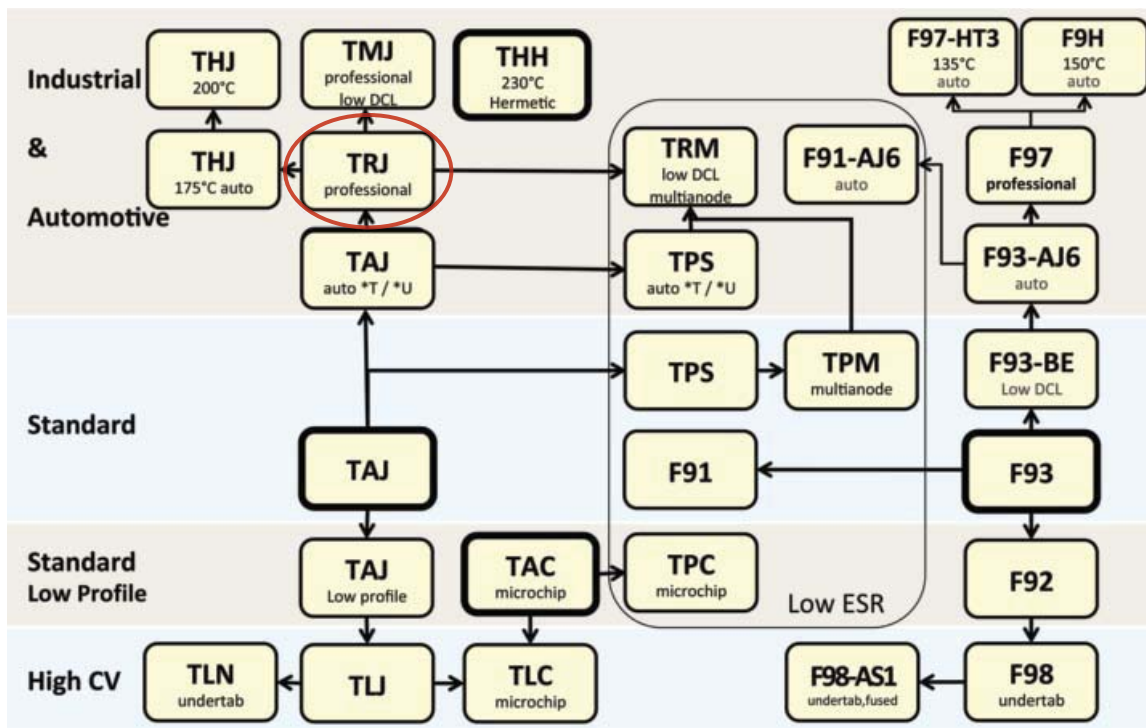 Industrial
&
Automotive
THJ
200°C
TMJ
professional
low DCL
THH
230°C
Hermetic
F97-HT3
135°C
auto
F9H
150°C
auto
THJ
175°C auto
TRJ
professional
TRM
low DCL
multianode
F91-AJ6
auto
F97
professional
TAJ
auto *T / *U
TPS
auto *T / *U
F93-AJ6
auto
Standard
TPS
TPM
multianode
F93-BE
Low DCL
TAJ
F91
F93
Standard
Low Profile
TAJ
Low profile
TAC
microchip
TPC
microchip
Low ESR
F92
High CV
TLN
undertab
TLJ
TLC
microchip
F98-AS1
undertab,fused
F98
undertab